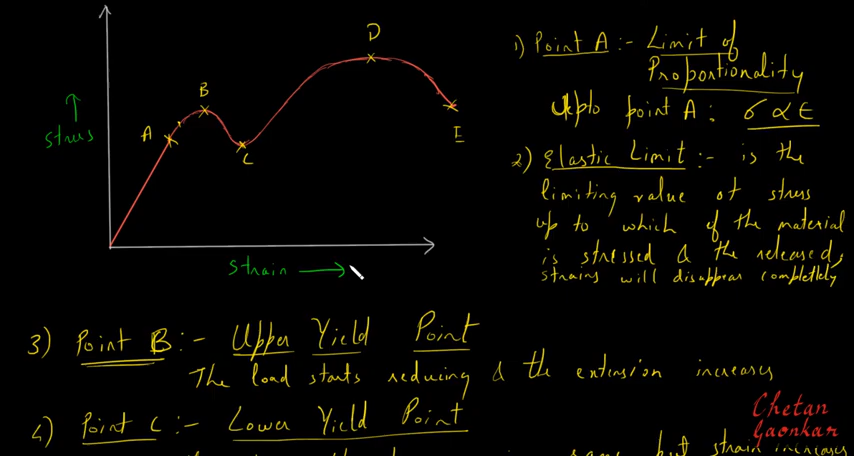 D
B
A
C
E
stress
strain
1) Point A :- Limit of
Proportionality
Upto point A : σ α ε
2) Elastic Limit :- is the
limiting value of stress
up to which if the material
is stressed & the released,
strains will disappear completely
3) Point B :- Upper Yield Point
The load starts reducing & the extension increases
4) Point C :- Lower Yield Point
same but strain increases
Chetan
Gaonkar